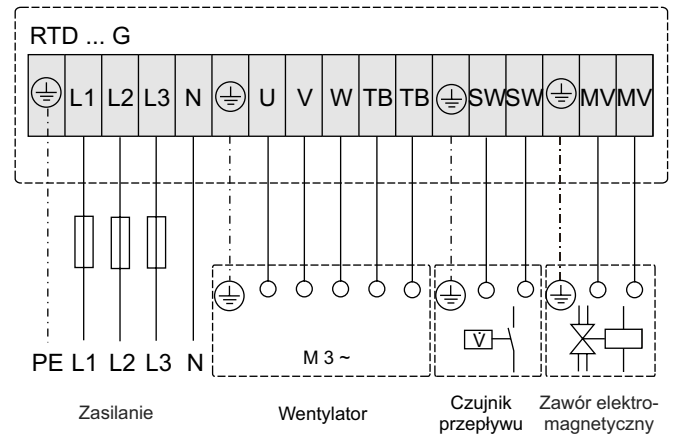 RTD ... G
L1 L2 L3 N U V W TB TB SW SW MV MV
V̇
M 3 ~
PE L1 L2 L3 N
Zasilanie
Wentylator
Czujnik
przepływu
Zawór elektro-
magnetyczny